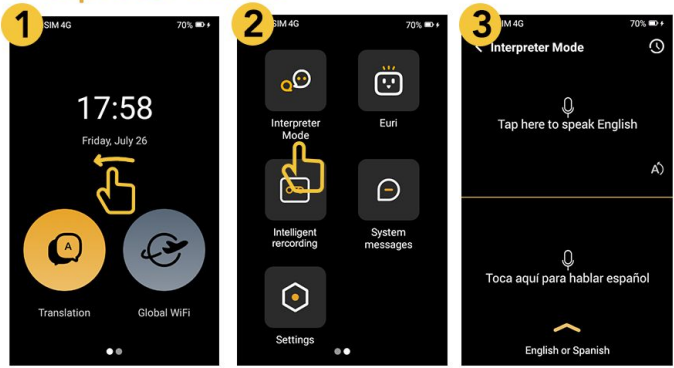 1
SIM 4G
70%
17:58
Friday, July 26
A
Translation
Global WiFi
2
SIM 4G
70%
Interpreter
Mode
Euri
Intelligent
recording
System
messages
Settings
3
SIM 4G
70%
Interpreter Mode
Tap here to speak English
A
Toca aquí para hablar español
English or Spanish